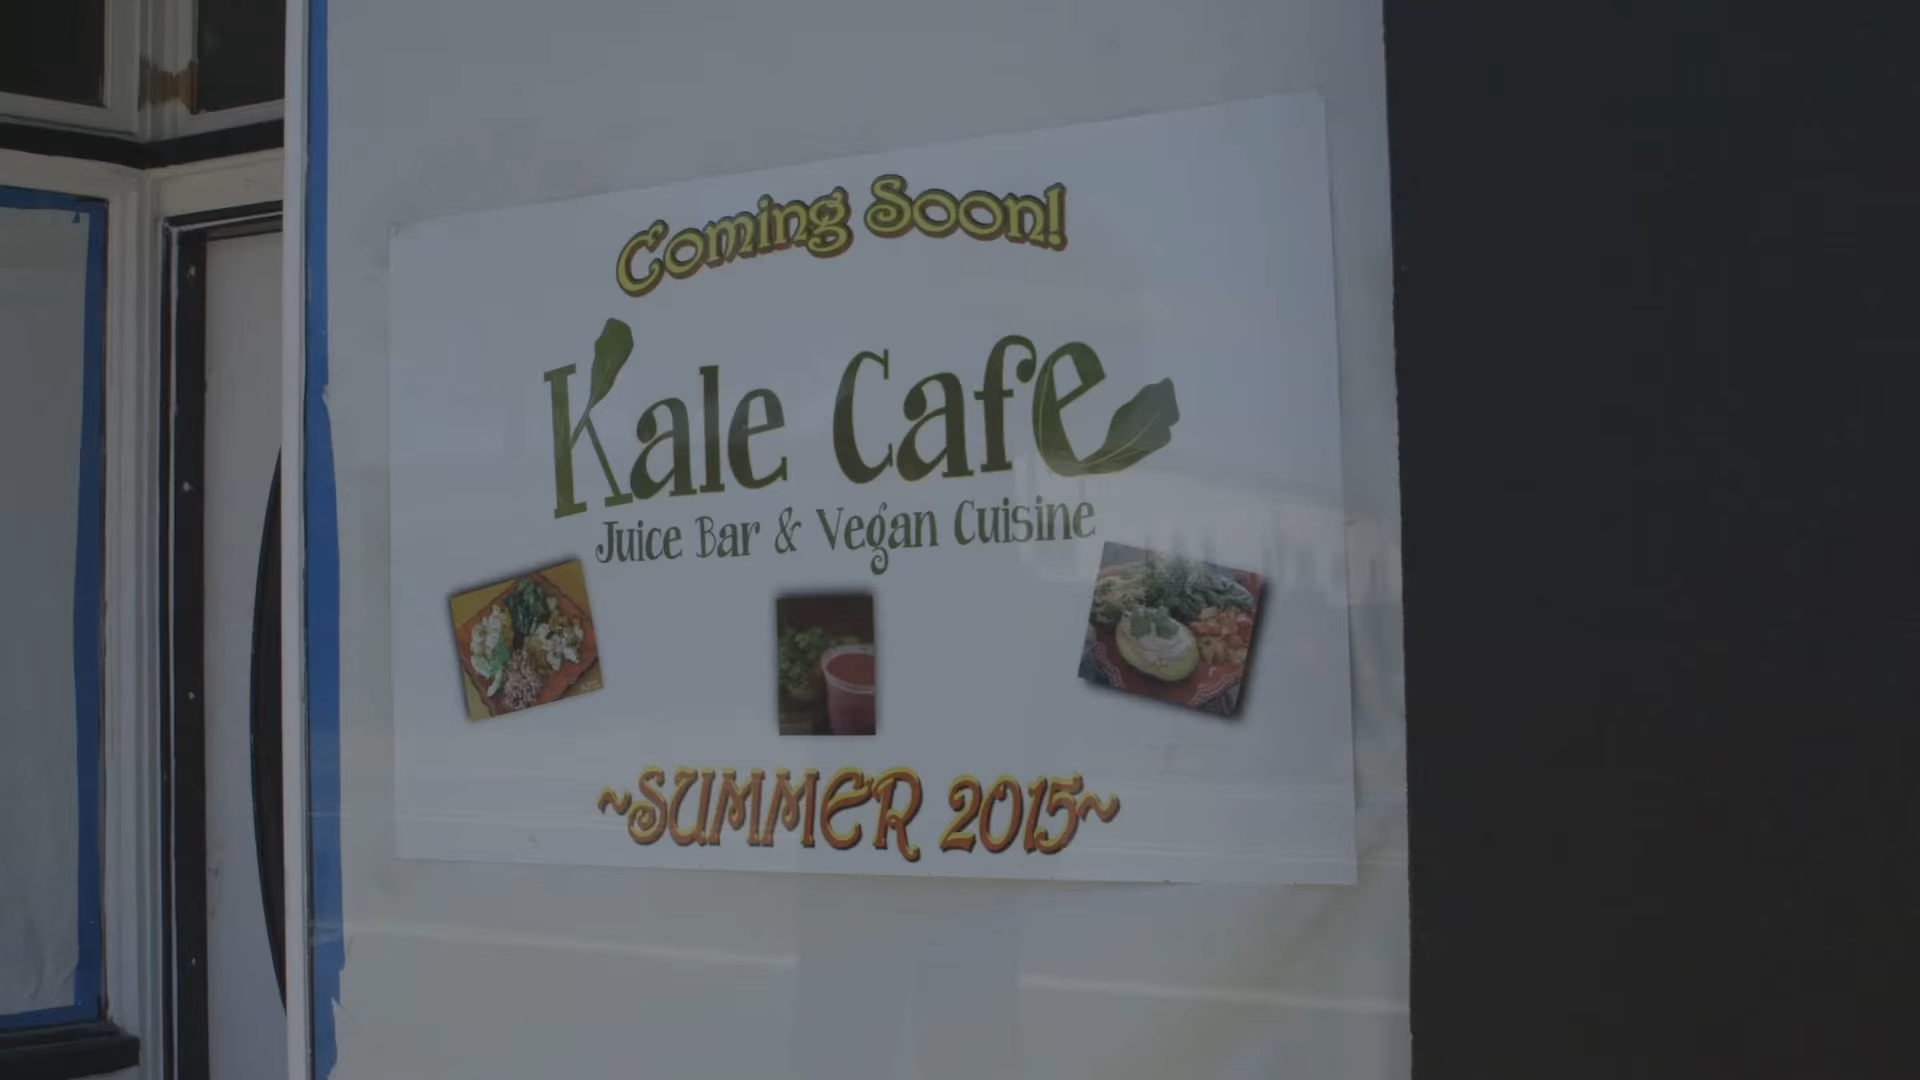 Coming Soon!
Kale Cafe
Juice Bar & Vegan Cuisine
~SUMMER 2015~